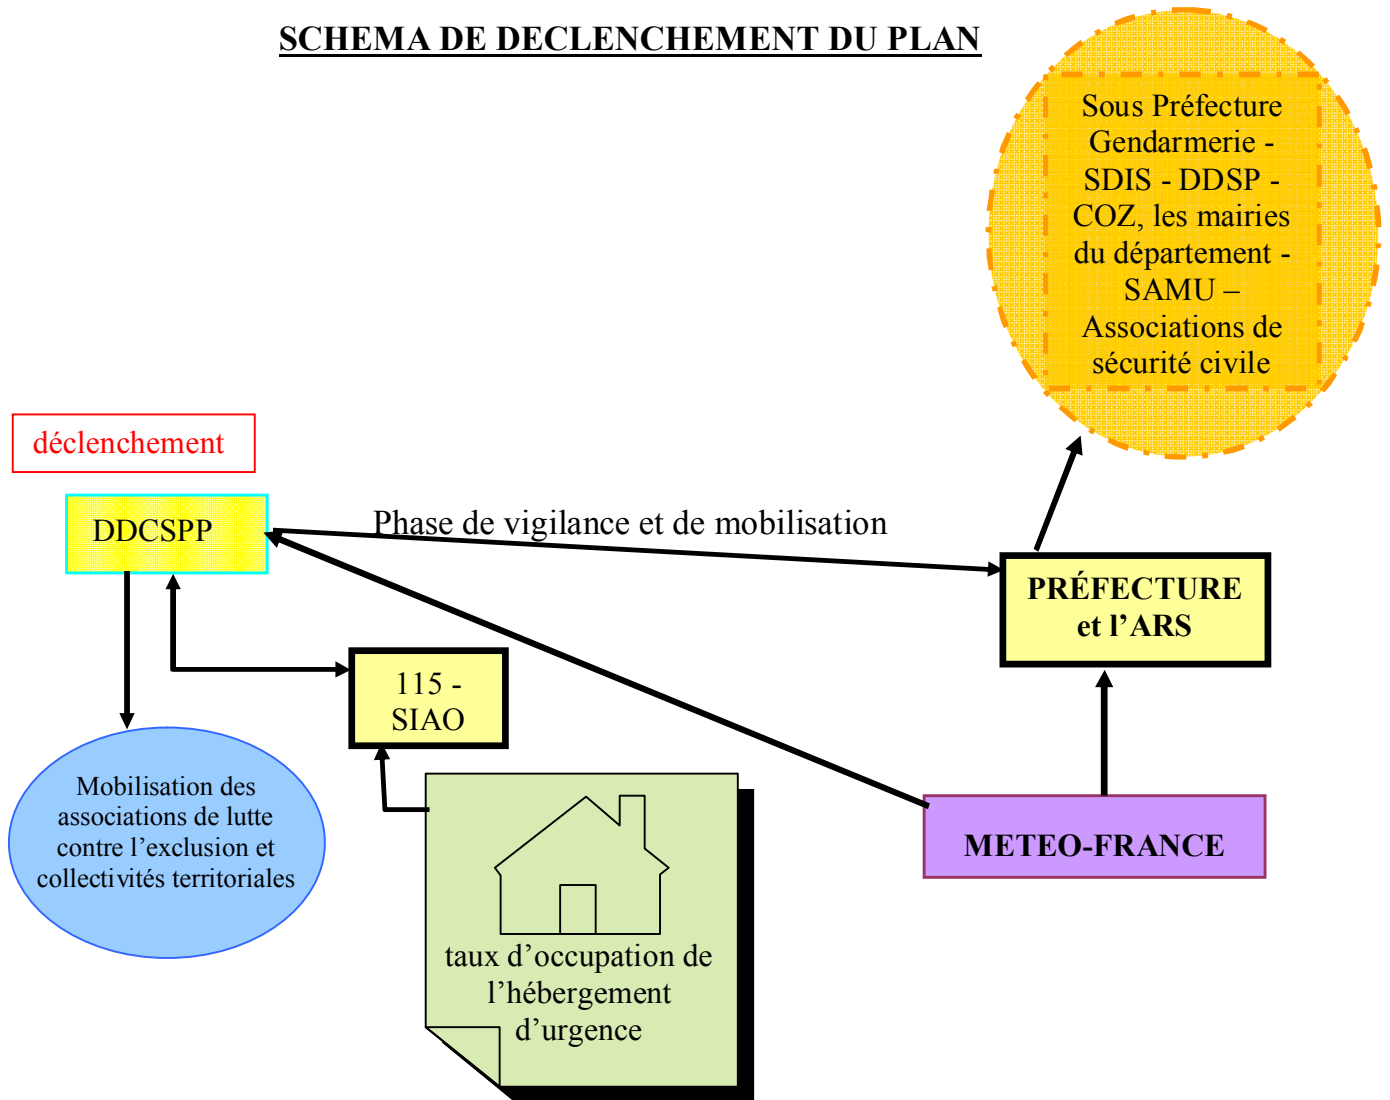 SCHEMA DE DECLENCHEMENT DU PLAN
Sous Préfecture
Gendarmerie -
SDIS - DDSP -
COZ, les mairies
du département -
SAMU –
Associations de
sécurité civile
déclenchement
DDCSPP
Phase de vigilance et de mobilisation
PRÉFECTURE
et l’ARS
115 -
SIAO
Mobilisation des
associations de lutte
contre l’exclusion et
collectivités territoriales
METEO-FRANCE
taux d’occupation de
l’hébergement
d’urgence